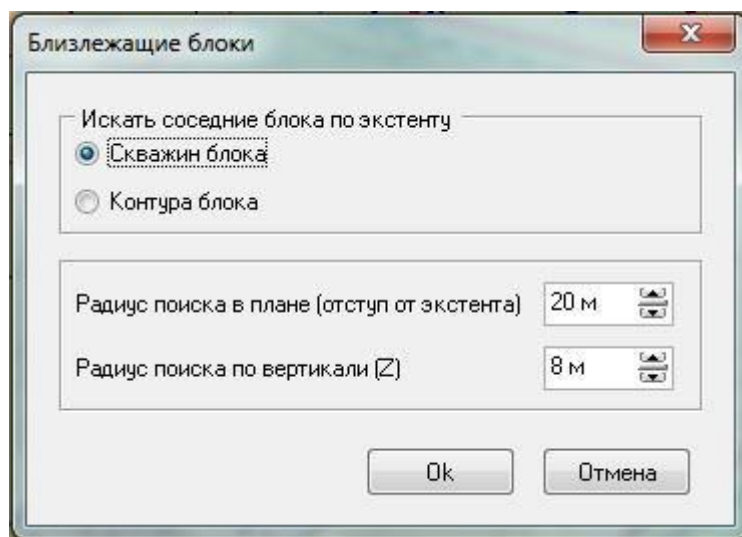 Близлежащие блоки
Искать соседние блока по экстенту
Скважин блока
Контура блока
Радиус поиска в плане (отступ от экстента)
20 м
Радиус поиска по вертикали (Z)
8 м
Ok
Отмена